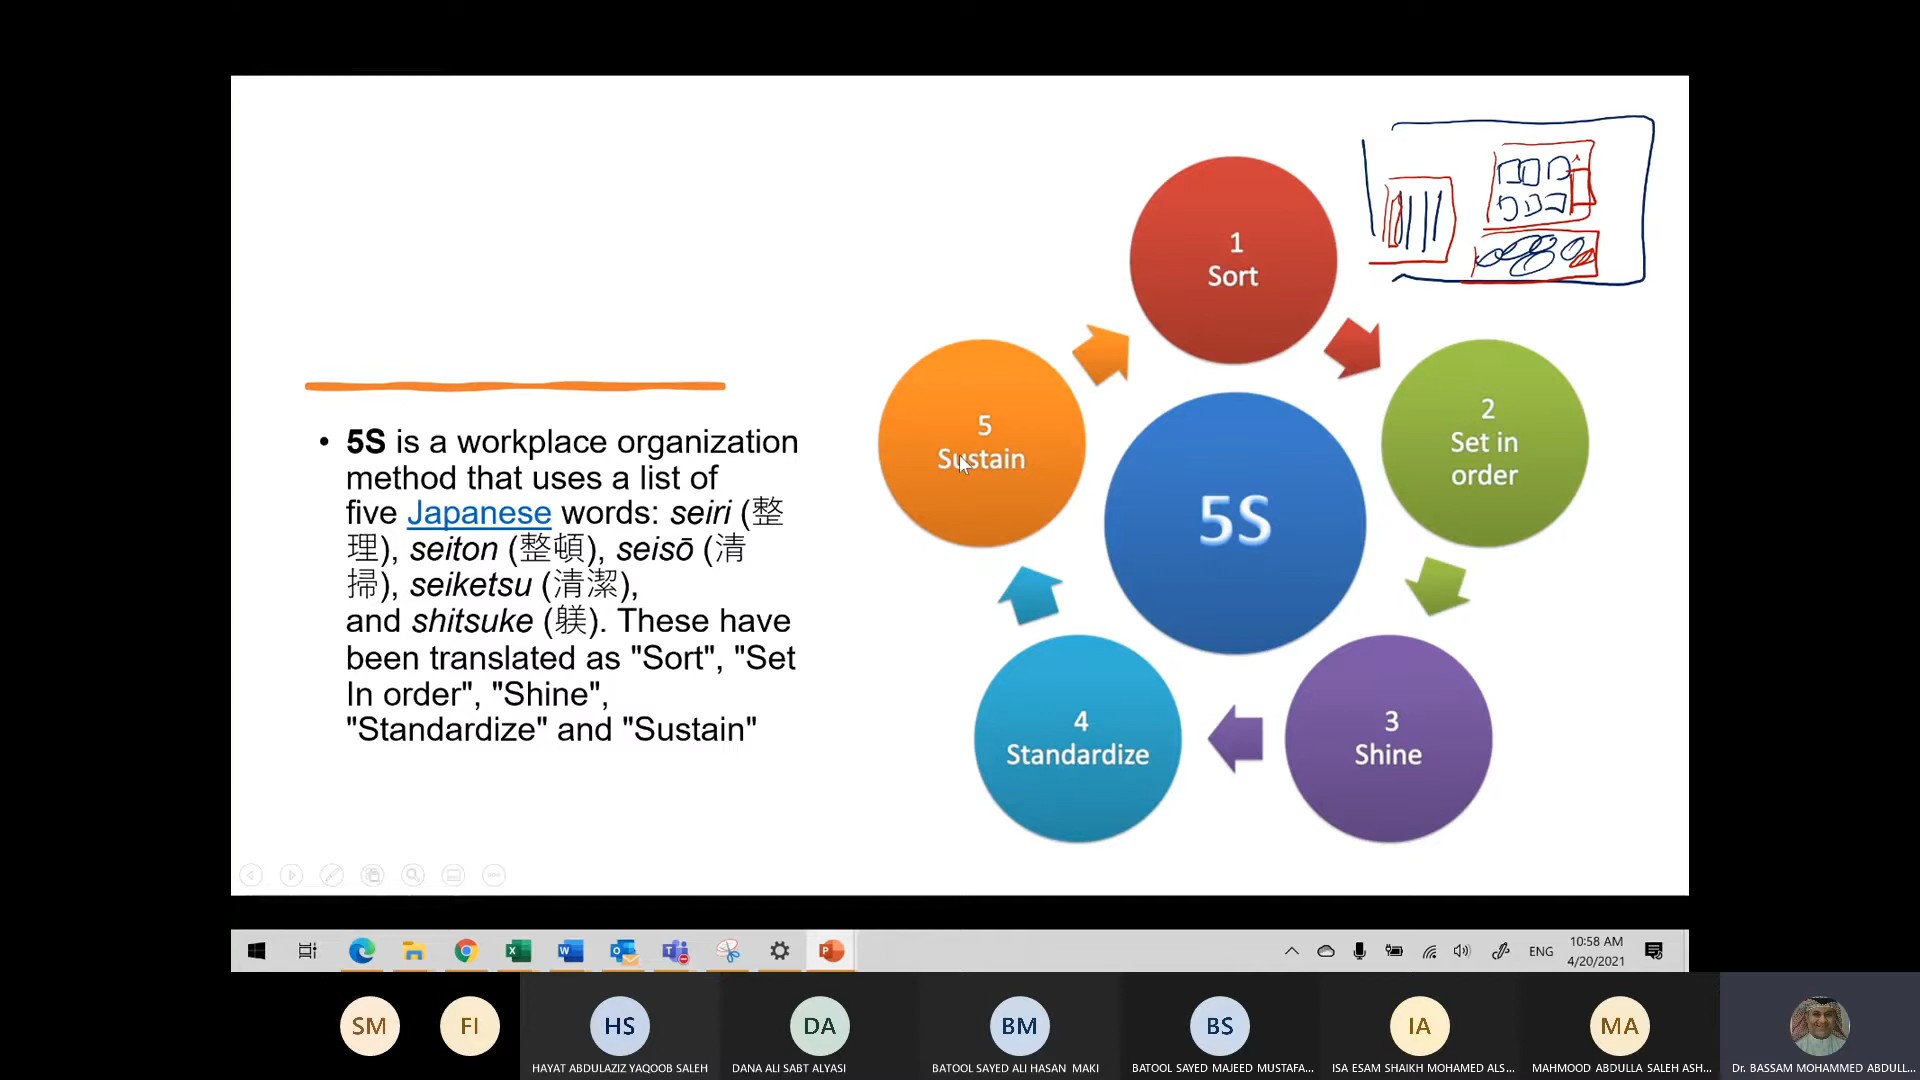 1
Sort
2
Set in
order
3
Shine
4
Standardize
5
Sustain
5S
• 5S is a workplace organization
method that uses a list of
five Japanese words: seiri (整
理), seiton (整頓), seisō (清
掃), seiketsu (清潔),
and shitsuke (躾). These have
been translated as "Sort", "Set
In order", "Shine",
"Standardize" and "Sustain"
ENG
10:58 AM
4/20/2021
SM
FI
HS
DA
BM
BS
IA
MA
HAYAT ABDULAZIZ YAQOOB SALEH
DANA ALI SABT ALYASI
BATOOL SAYED ALI HASAN MAKI
BATOOL SAYED MAJEED MUSTAFA...
ISA ESAM SHAIKH MOHAMED ALS...
MAHMOOD ABDULLA SALEH ASH...
Dr. BASSAM MOHAMMED ABDULL...